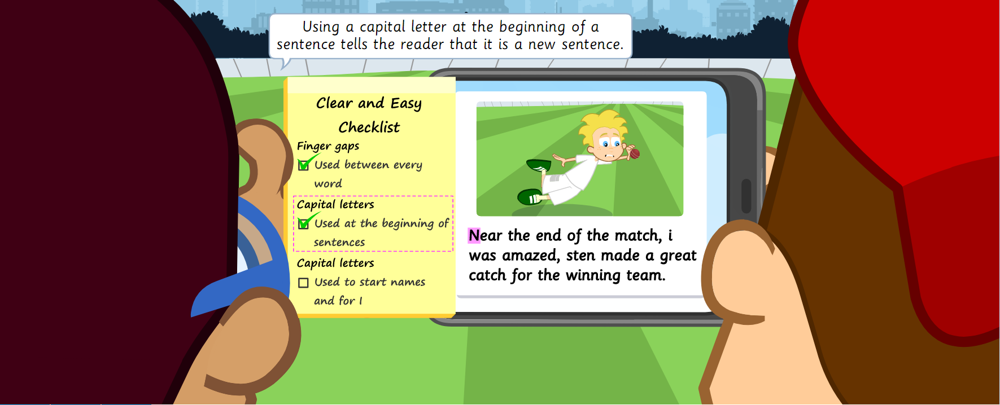 Using a capital letter at the beginning of a
sentence tells the reader that it is a new sentence.
Clear and Easy
Checklist
Finger gaps
Used between every
word
Capital letters
Used at the beginning of
sentences
Capital letters
Used to start names
and for I
Near the end of the match, i
was amazed, sten made a great
catch for the winning team.